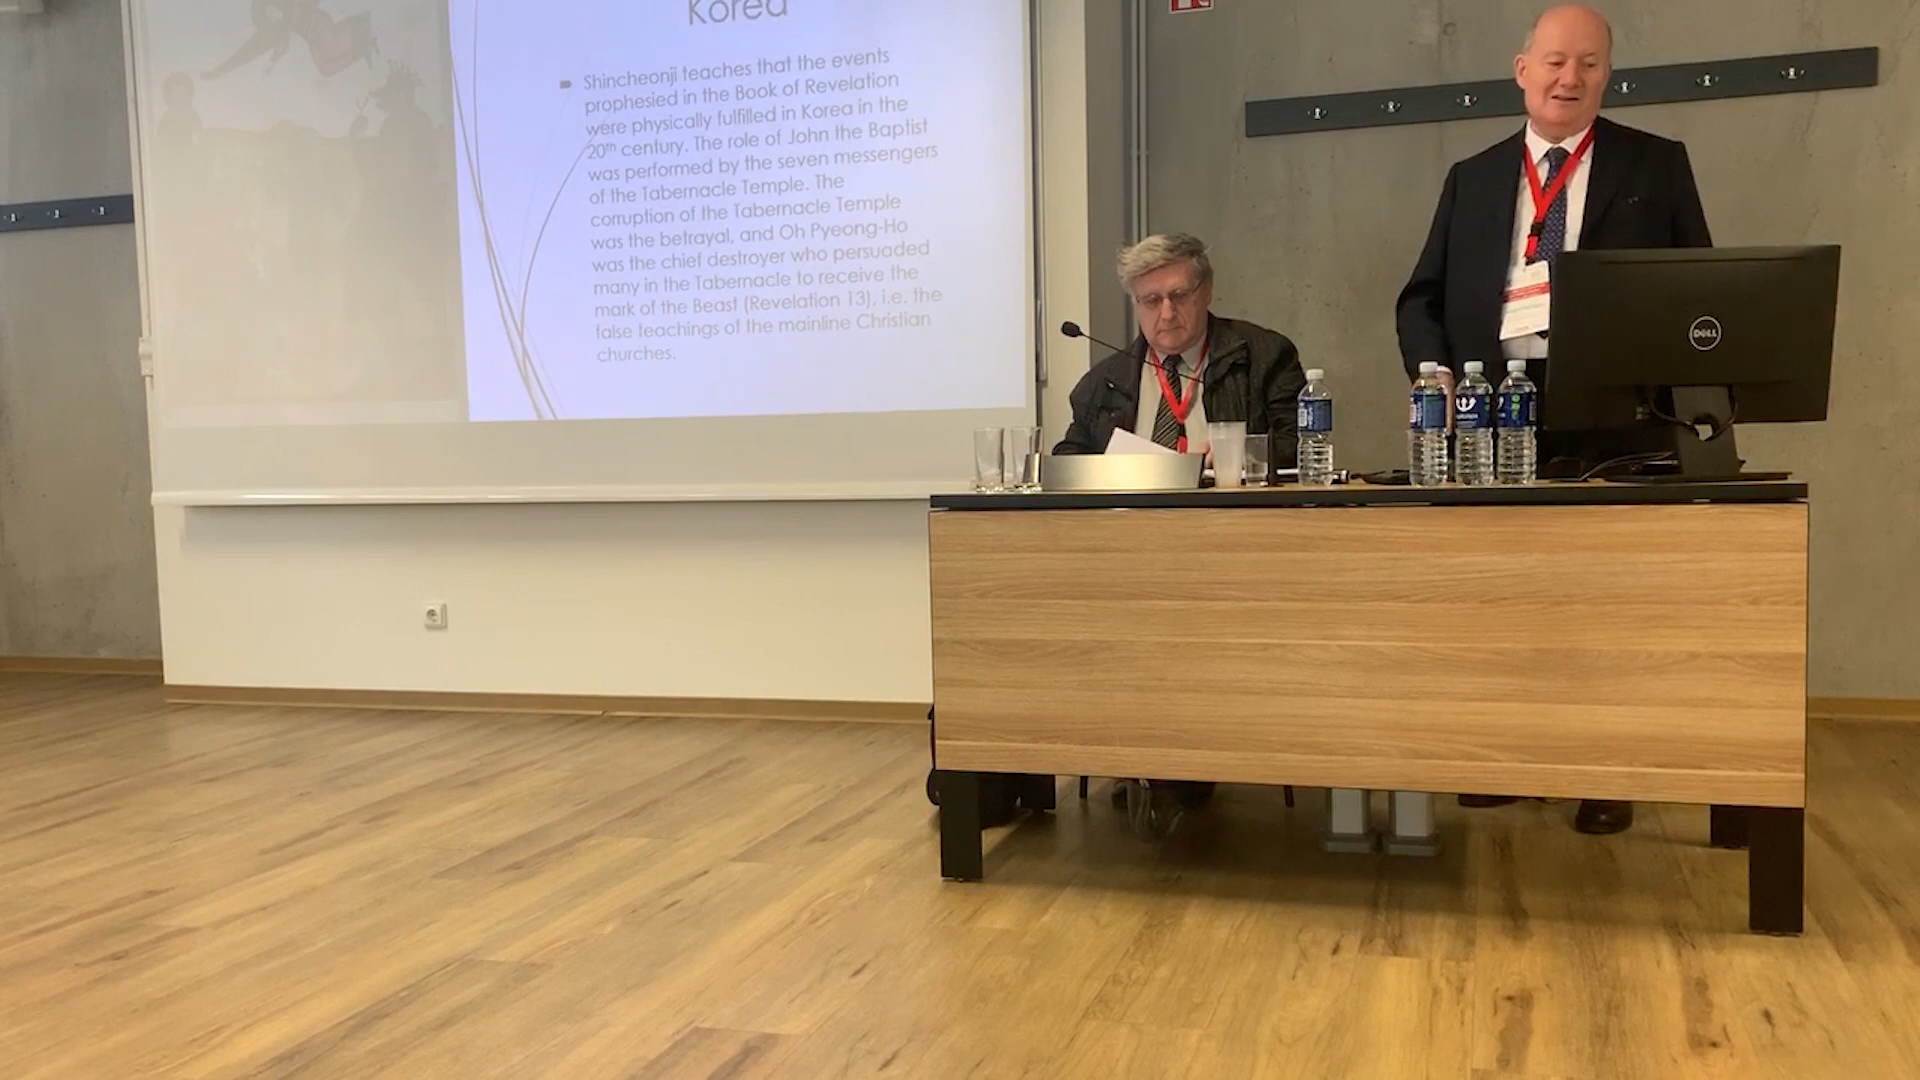 Korea
Shincheonji teaches that the events
prophesied in the Book of Revelation
were physically fulfilled in Korea in the
20th century. The role of John the Baptist
was performed by the seven messengers
of the Tabernacle Temple. The
corruption of the Tabernacle Temple
was the betrayal, and Oh Pyeong-Ho
was the chief destroyer who persuaded
many in the Tabernacle to receive the
mark of the Beast (Revelation 13), i.e. the
false teachings of the mainline Christian
churches.
DELL